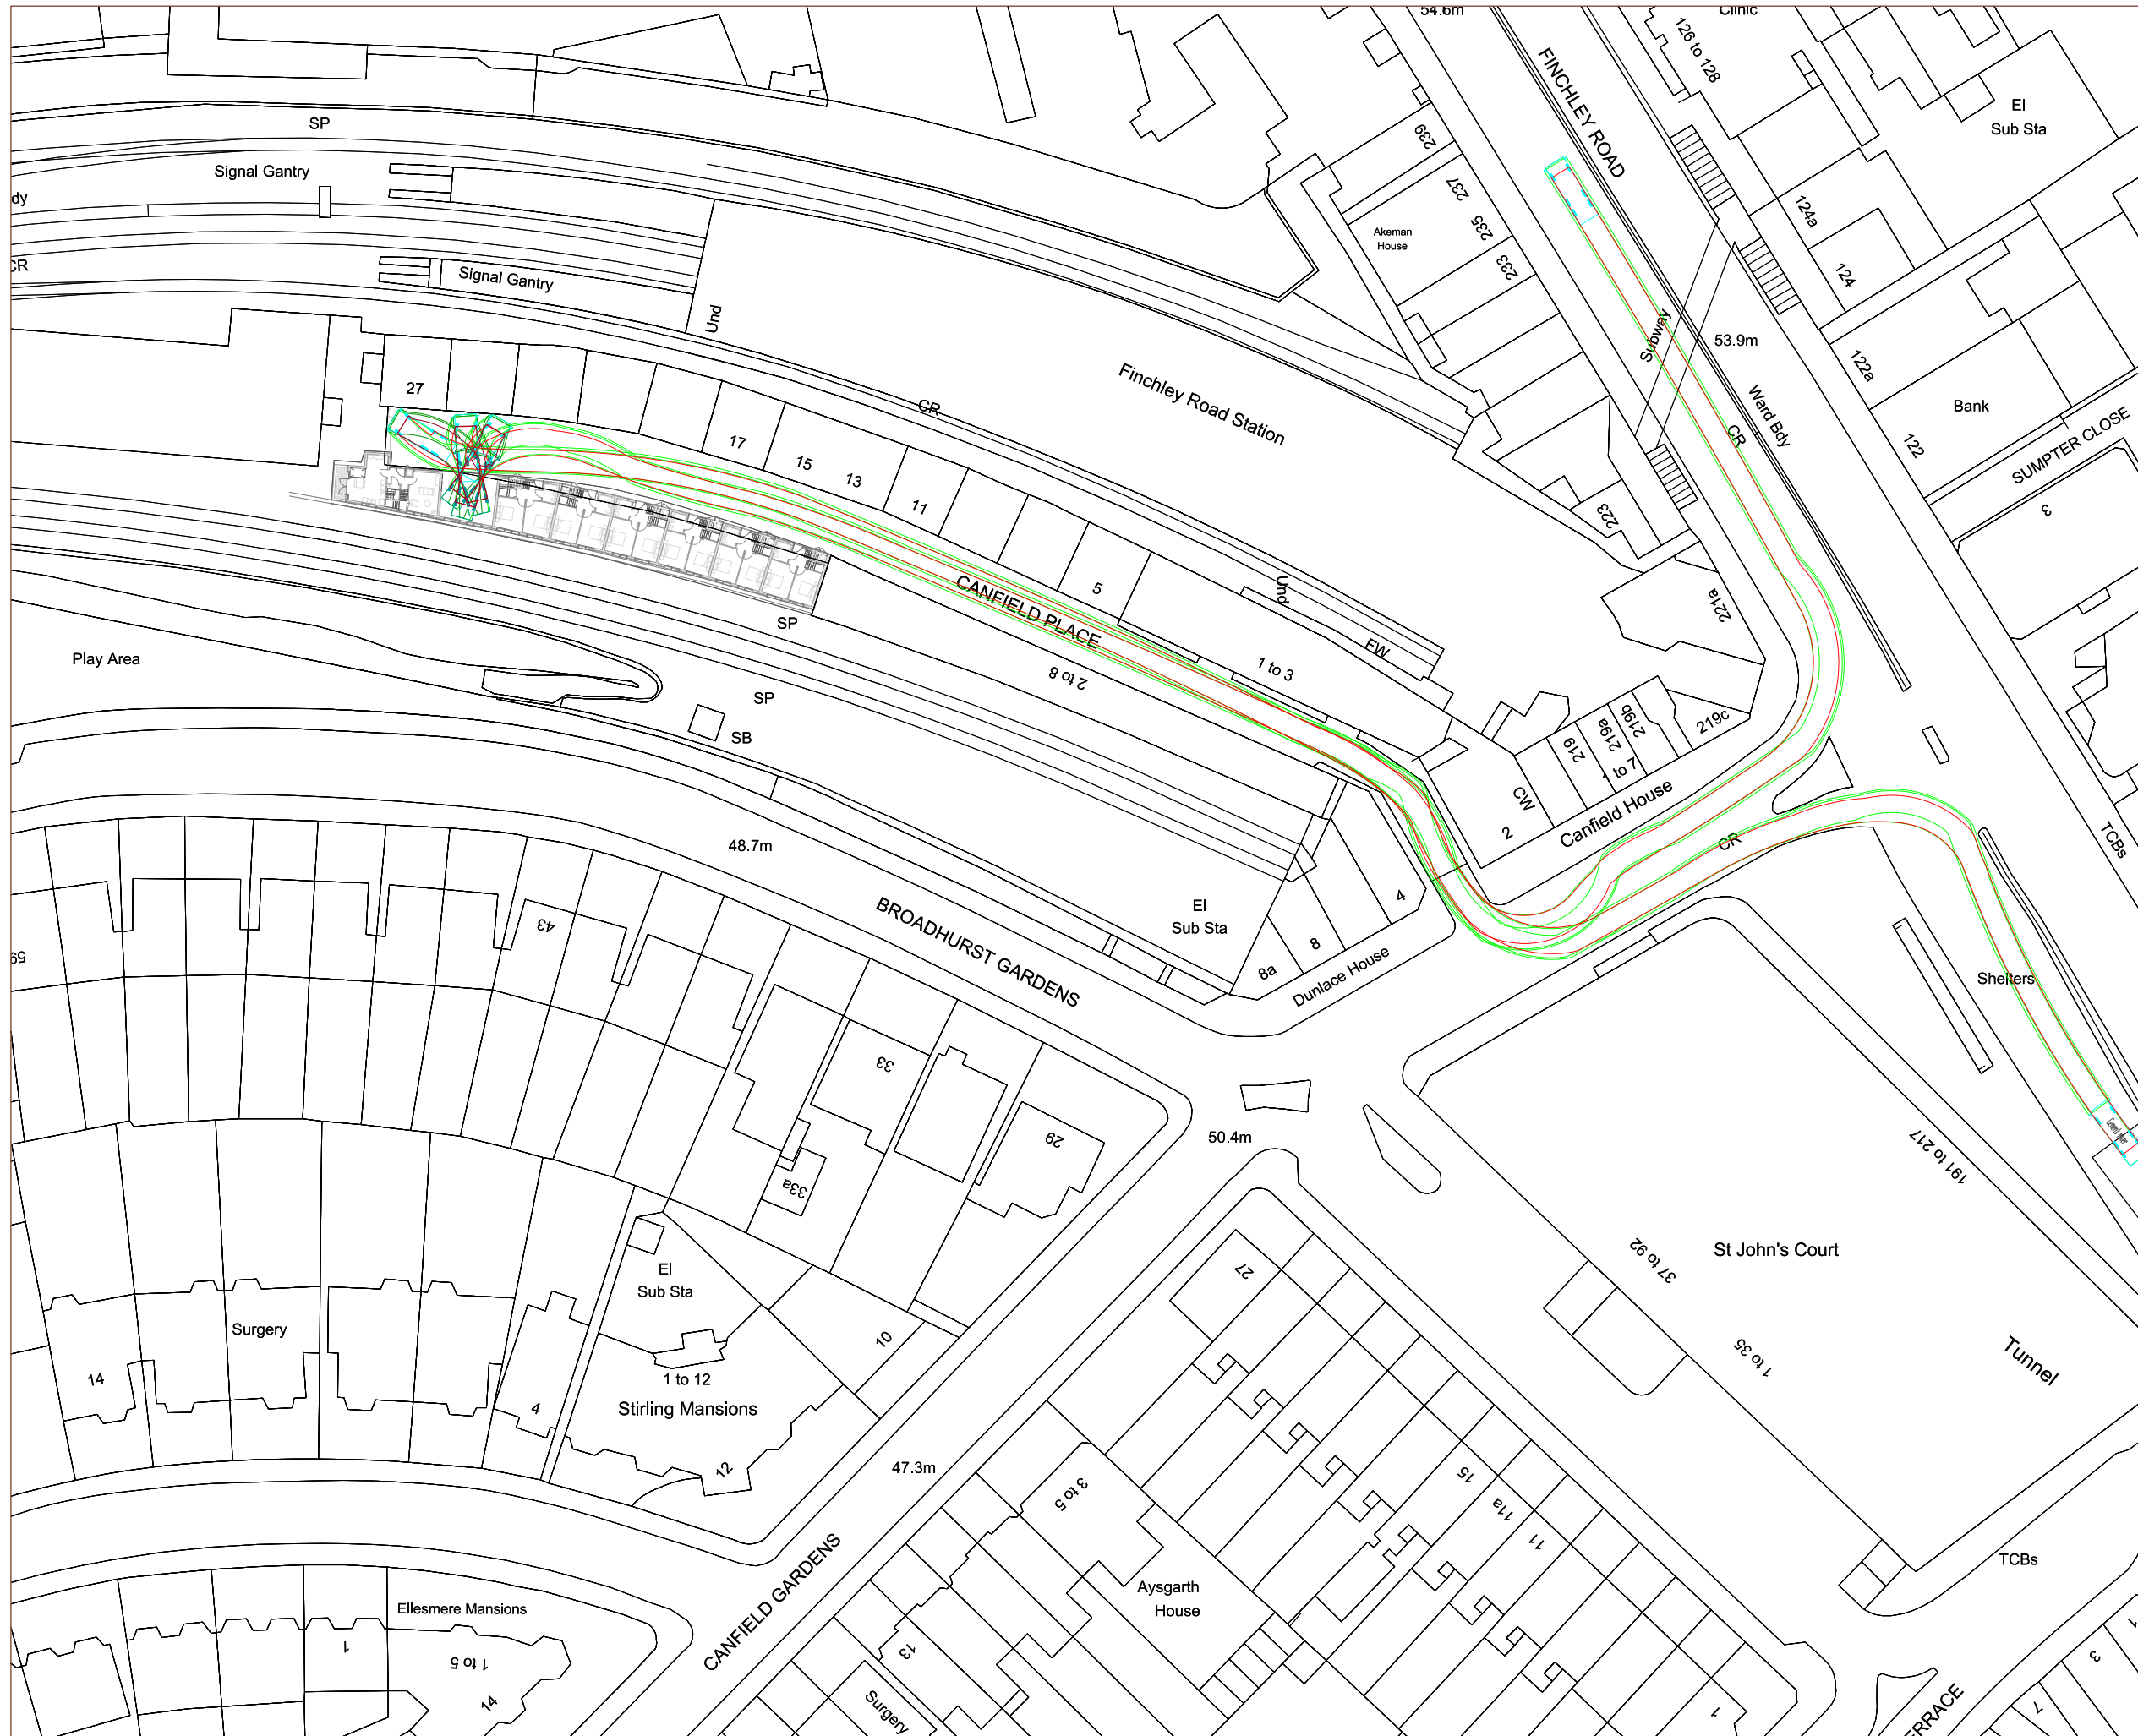 54.6m
Clinic
126 to 128
FINCHLEY ROAD
El
Sub Sta
SP
Signal Gantry
dy
239
237
235
233
Akeman
House
124a
124
CR
Signal Gantry
Und
Subway
53.9m
122a
Bank
122
SUMPTER CLOSE
Ward Bdy
CR
Finchley Road Station
CR
27
17
15
13
11
5
223
3
CANFIELD PLACE
Und
FW
221a
SP
Play Area
2 to 8
1 to 3
SP
SB
219
219a
219b
219c
to 7
CW
2
Canfield House
CR
TCBs
48.7m
BROADHURST GARDENS
El
Sub Sta
4
8
8a
Dunlace House
43
59
Shelters
33
29
33a
50.4m
191 to 217
37 to 92
St John's Court
1 to 35
Tunnel
27
El
Sub Sta
Surgery
10
14
4
1 to 12
Stirling Mansions
12
47.3m
3 to 5
15
11a
11
TCBs
CANFIELD GARDENS
Aysgarth
House
Ellesmere Mansions
1
1 to 5
14
13
Surgery
1
ERRACE
7
3
1